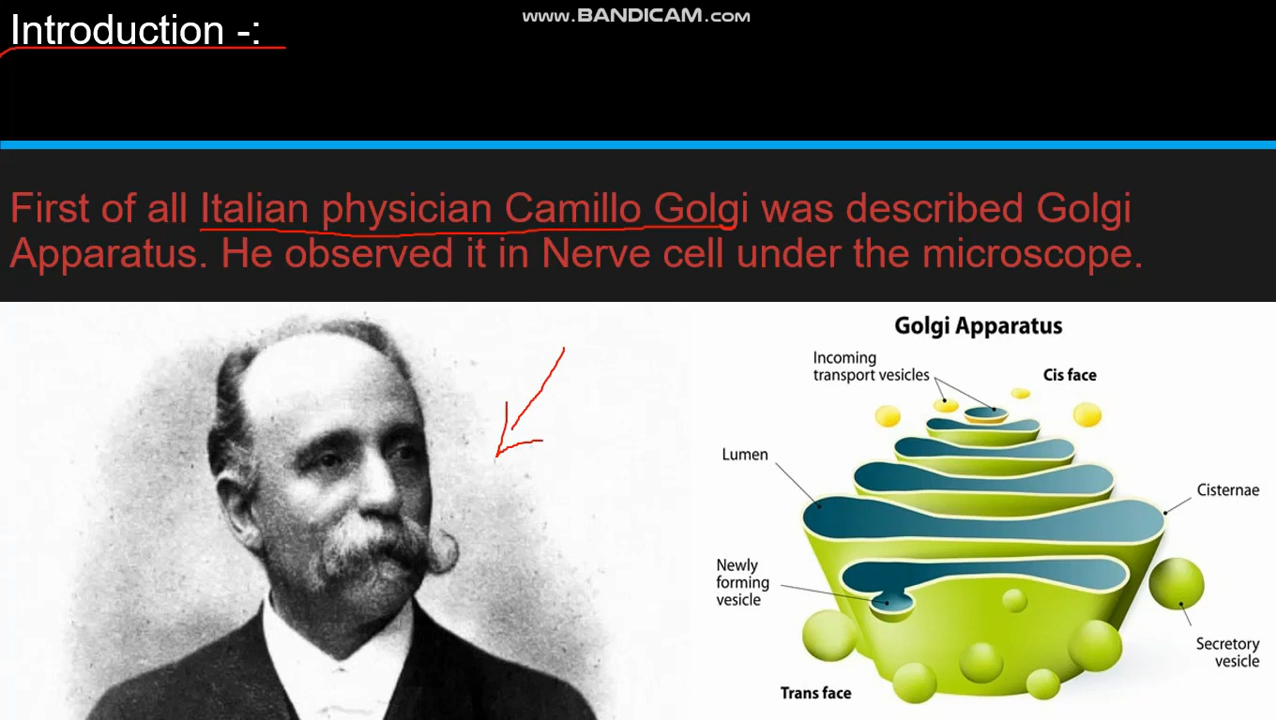 Introduction -:
www.BANDICAM.com
First of all Italian physician Camillo Golgi was described Golgi
Apparatus. He observed it in Nerve cell under the microscope.
Golgi Apparatus
Incoming
transport vesicles
Cis face
Lumen
Cisternae
Newly
forming
vesicle
Secretory
vesicle
Trans face